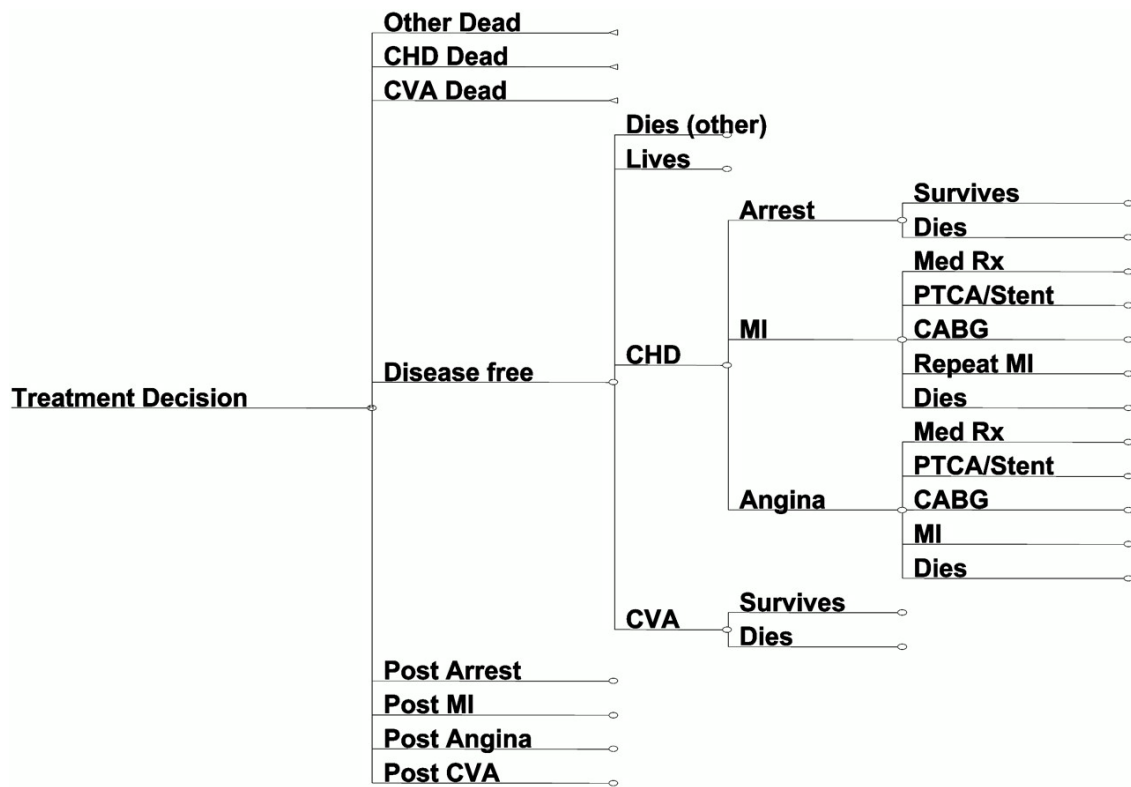 Other Dead
CHD Dead
CVA Dead
Dies (other)
Lives
Survives
Arrest
Dies
Med Rx
PTCA/Stent
MI
CABG
CHD
Repeat MI
Disease free
Treatment Decision
Dies
Med Rx
PTCA/Stent
Angina
CABG
MI
Dies
Survives
CVA
Dies
Post Arrest
Post MI
Post Angina
Post CVA